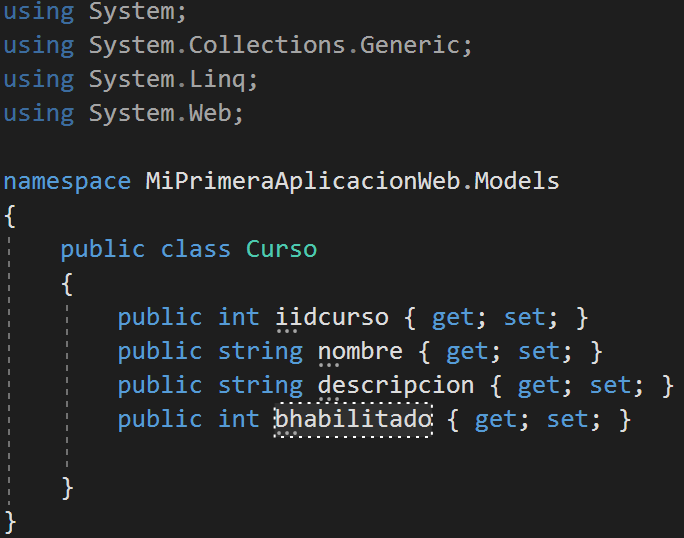 using System;
using System.Collections.Generic;
using System.Linq;
using System.Web;
namespace MiPrimeraAplicacionWeb.Models
{
public class Curso
{
public int iidcurso { get; set; }
public string nombre { get; set; }
public string descripcion { get; set; }
public int bhabilitado { get; set; }
}
}